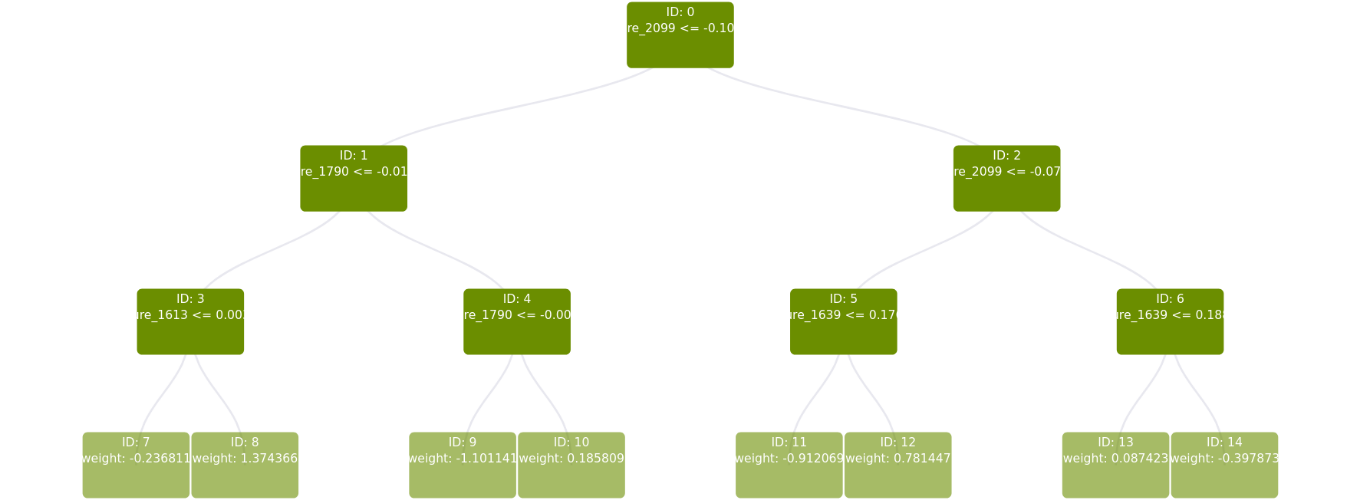 ID: 0
re_2099 <= -0.10
ID: 1
re_1790 <= -0.01
ID: 2
re_2099 <= -0.07
ID: 3
ure_1613 <= 0.00
ID: 4
re_1790 <= -0.00
ID: 5
ure_1639 <= 0.17
ID: 6
ure_1639 <= 0.18
ID: 7
weight: -0.236811
ID: 8
weight: 1.374366
ID: 9
weight: -1.101141
ID: 10
weight: 0.185809
ID: 11
weight: -0.912069
ID: 12
weight: 0.781447
ID: 13
weight: 0.087423
ID: 14
weight: -0.397873